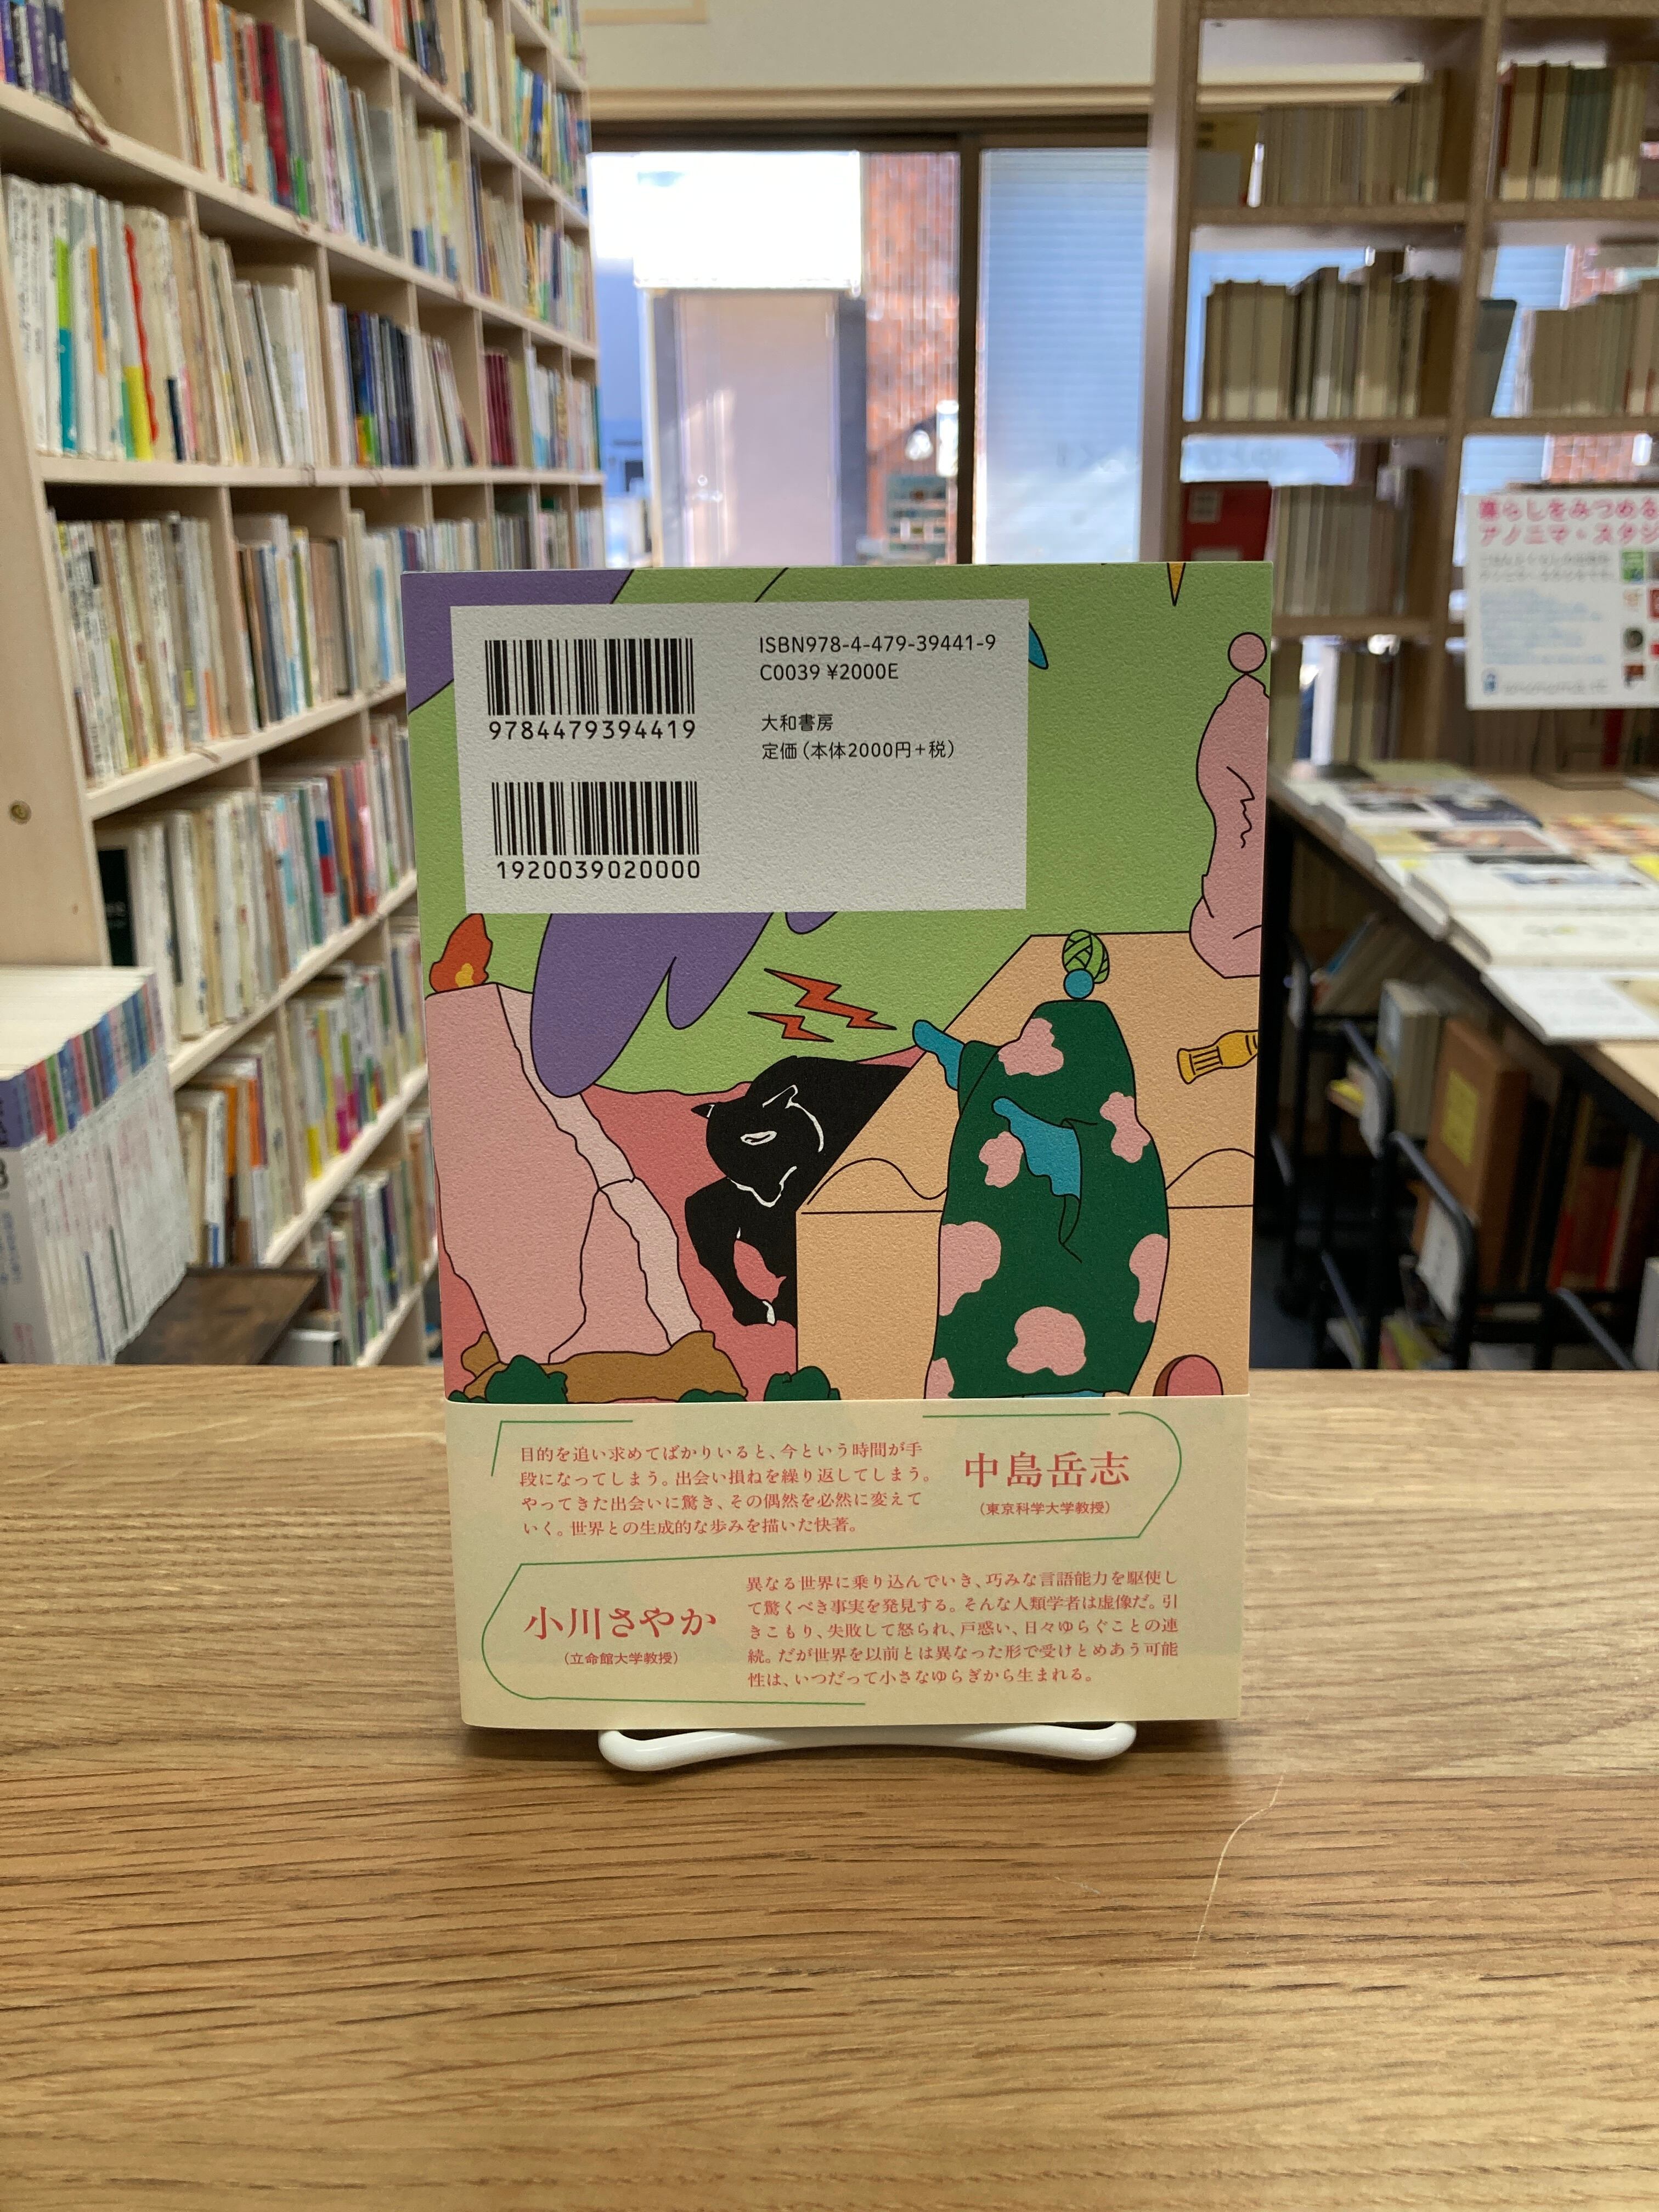 ISBN978-4-479-39441-9
C0039 ¥2000E
9784479394419
大和書房
定価(本体2000円+税)
1920039020000
暮らしをみつめる
アノニマ・スタジ
目的を追い求めてばかりいると、今という時間が手
段になってしまう。出会い損ねを繰り返してしまう。
やってきた出会いに驚き、その偶然を必然に変えて
いく。世界との生成的な歩みを描いた快著。
中島岳志
(東京科学大学教授)
異なる世界に乗り込んでいき、巧みな言語能力を駆使し
て驚くべき事実を発見する。そんな人類学者は虚像だ。引
きこもり、失敗して怒られ、戸惑い、日々ゆらぐことの連
続。だが世界を以前とは異なった形で受けとめあう可能
性は、いつだって小さなゆらぎから生まれる。
小川さやか
(立命館大学教授)